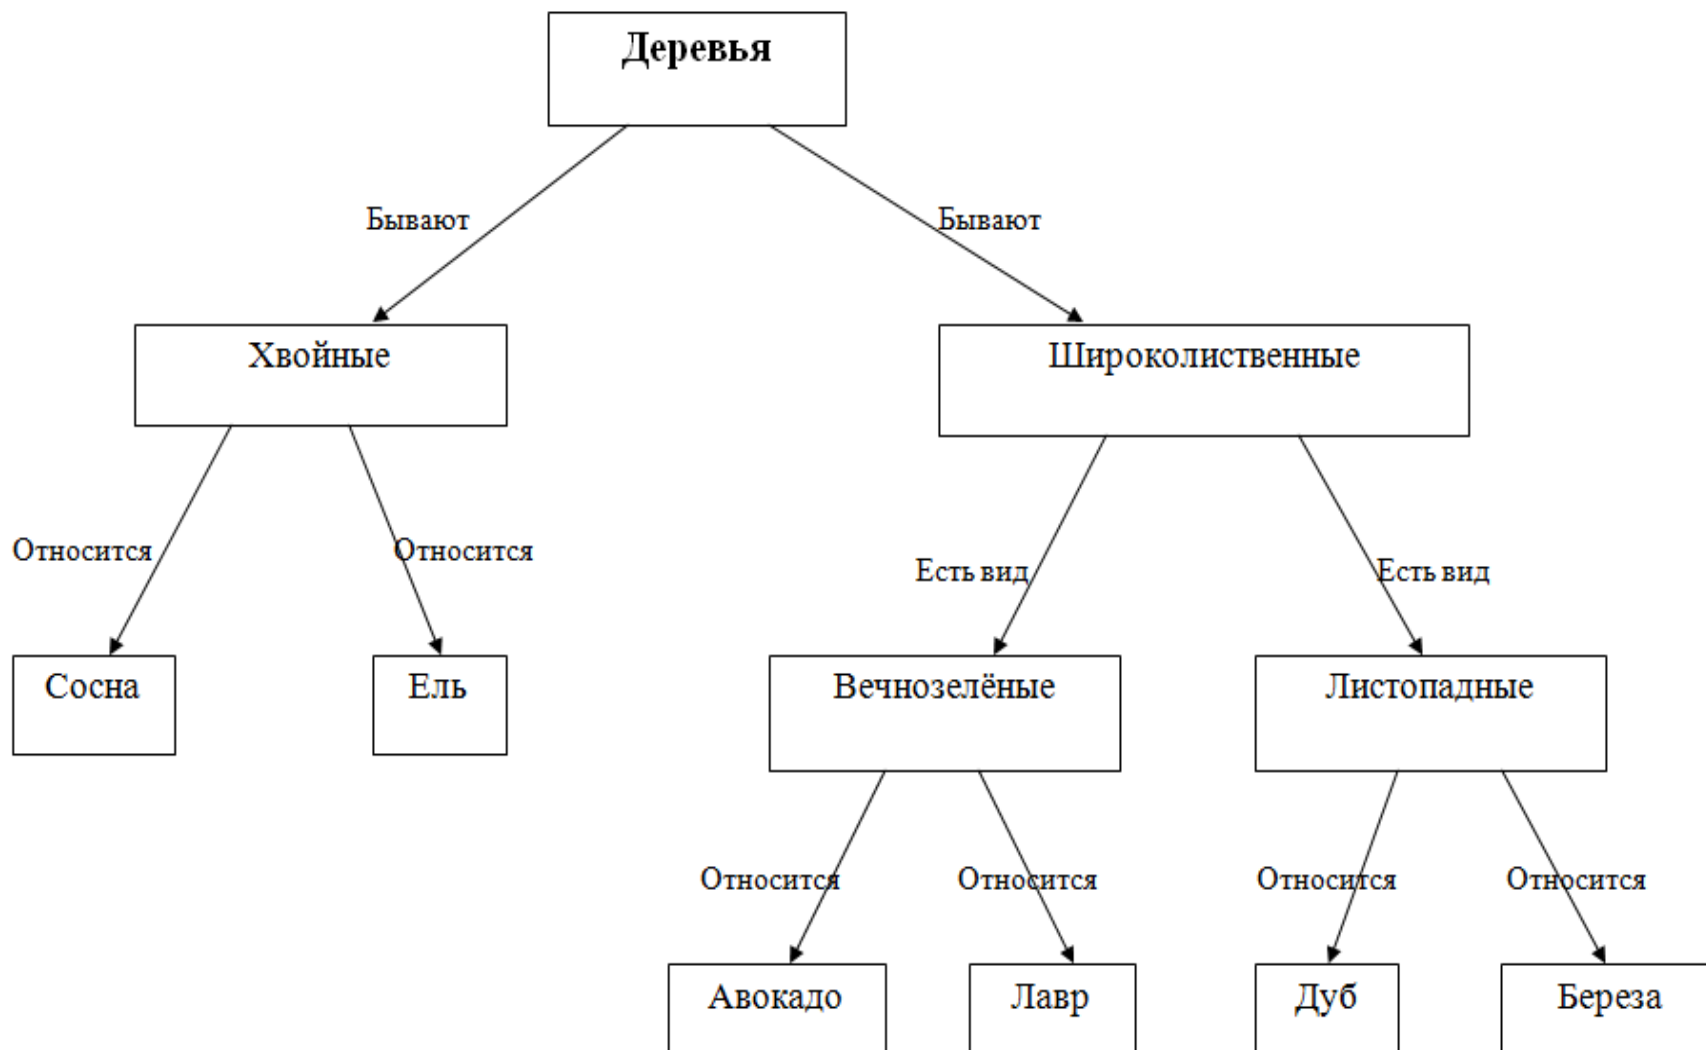 Деревья
Бывают
Бывают
Хвойные
Широколиственные
Относится
Относится
Есть вид
Есть вид
Сосна
Ель
Вечнозелёные
Листопадные
Относится
Относится
Относится
Относится
Авокадо
Лавр
Дуб
Береза